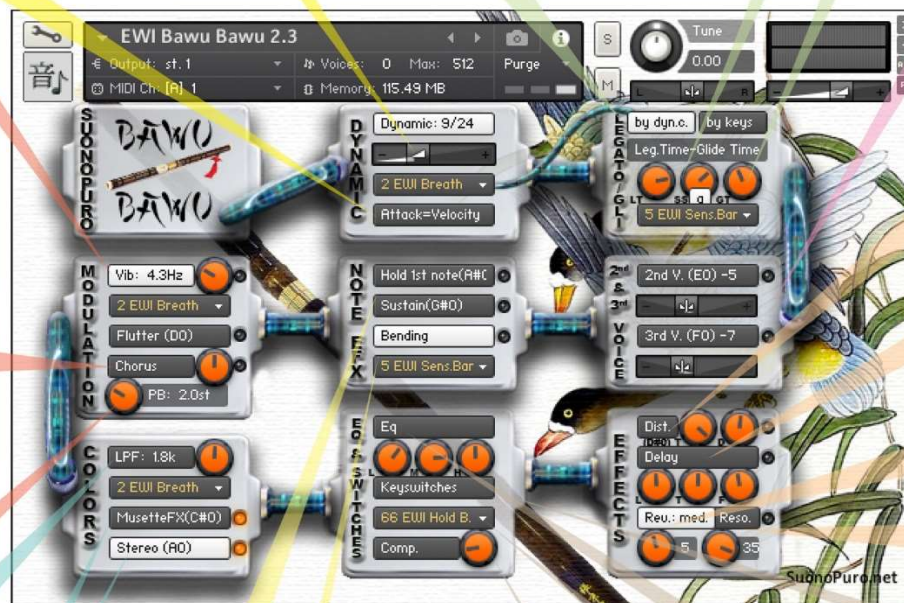 EWI Bawu Bawu 2.3
Output: st. 1
Voices: 0 Max: 512
Purge
MIDI Ch: [A] 1
Memory: 115.49 MB
S
M
Tune
0.00
L
R
音
SUONOPURO
BAWU
BAWU
DYNAMIC
Dynamic: 9/24
- +
2 EWI Breath
Attack=Velocity
LEGATO/GLI
by dyn.c.
by keys
Leg.Time=Glide Time
LT SS g GT
5 EWI Sens.Bar
MODULATION
Vib: 4.3Hz
2 EWI Breath
Flutter (D0)
Chorus
PB: 2.0st
NOTE FFX
Hold 1st note(A#0
Sustain(G#0)
Bending
5 EWI Sens.Bar
2nd & 3rd VOICE
2nd V. (E0) -5
- +
3rd V. (F0) -7
- +
COLORS
LPF: 1.8k
2 EWI Breath
MusetteFX(C#0)
Stereo (A0)
EQ & SWITCHES
Eq
L M H
Keyswitches
66 EWI Hold B.
Comp.
EFFECTS
Dist.
(D#0) T D
Delay
L T F
Rev.: med.
Reso.
5
35
SuonoPuro.net